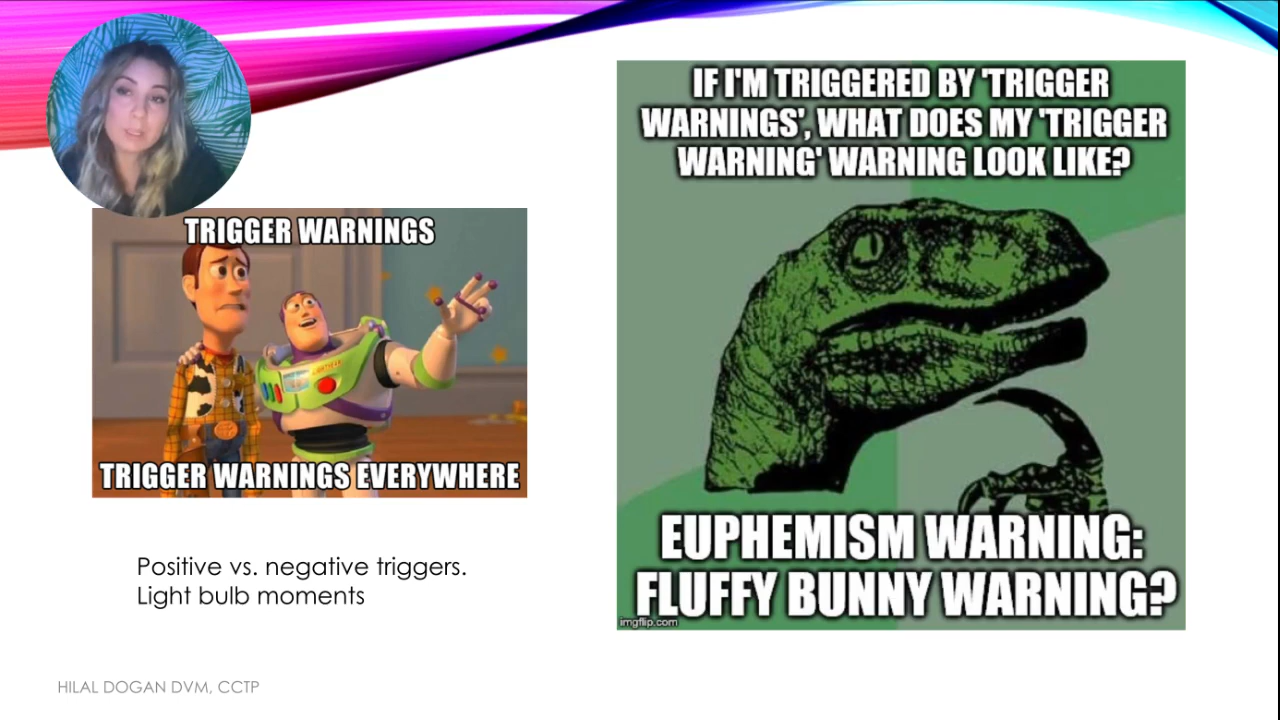 TRIGGER WARNINGS
TRIGGER WARNINGS EVERYWHERE
Positive vs. negative triggers.
Light bulb moments
IF I'M TRIGGERED BY 'TRIGGER
WARNINGS', WHAT DOES MY 'TRIGGER
WARNING' WARNING LOOK LIKE?
EUPHEMISM WARNING:
FLUFFY BUNNY WARNING?
imgflip.com
HILAL DOGAN DVM, CCTP